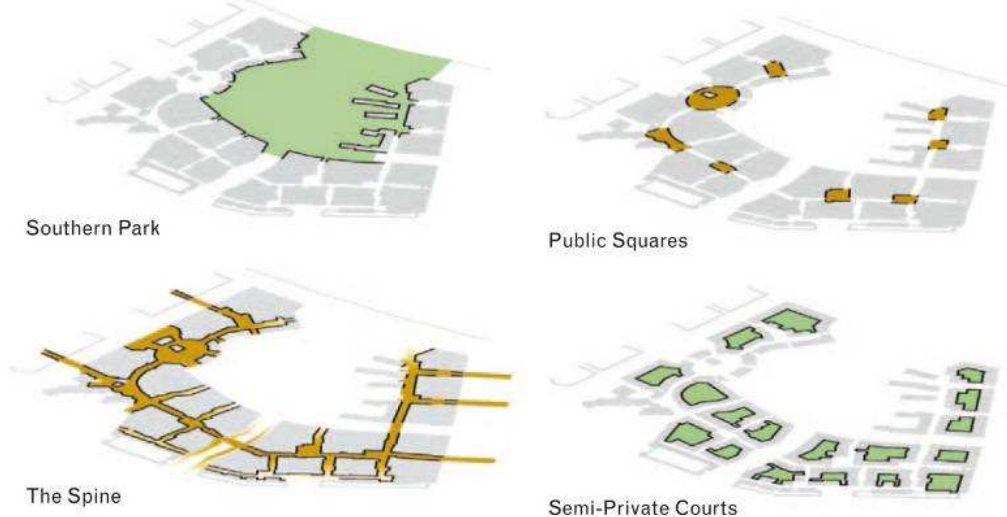 Southern Park
Public Squares
The Spine
Semi-Private Courts